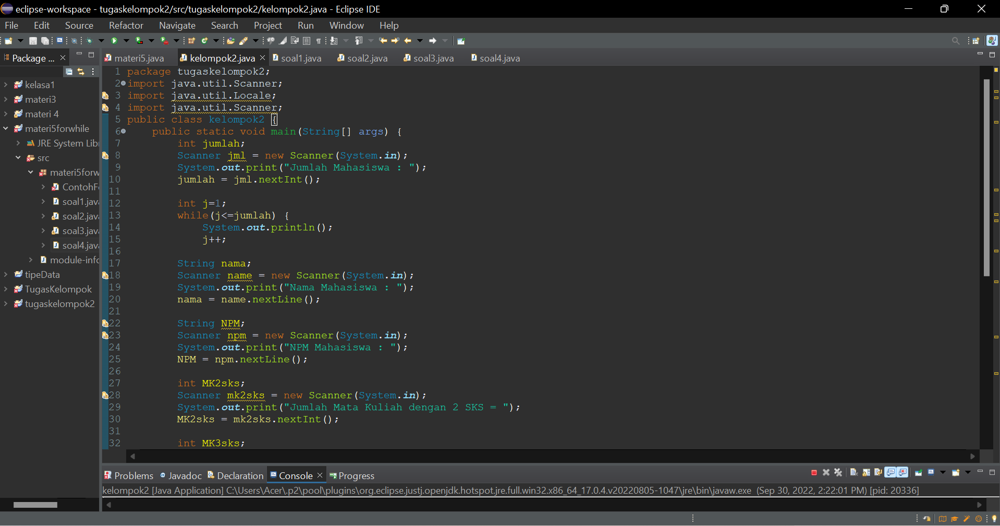 eclipse-workspace - tugaskelompok2/src/tugaskelompok2/kelompok2.java - Eclipse IDE
File Edit Source Refactor Navigate Search Project Run Window Help
Package ...
kelasa1
materi3
materi 4
materi5forwhile
JRE System Libr
src
materi5forw
ContohFo
soal1.java
soal2.java
soal3.java
soal4.java
module-info
tipeData
TugasKelompok
tugaskelompok2
materi5.java kelompok2.java soal1.java soal2.java soal3.java soal4.java
1 package tugaskelompok2;
2 import java.util.Scanner;
3 import java.util.Locale;
4 import java.util.Scanner;
5 public class kelompok2 {
6 public static void main(String[] args) {
7 int jumlah;
8 Scanner jml = new Scanner(System.in);
9 System.out.print("Jumlah Mahasiswa : ");
10 jumlah = jml.nextInt();
11
12 int j=1;
13 while(j<=jumlah) {
14 System.out.println();
15 j++;
16
17 String nama;
18 Scanner name = new Scanner(System.in);
19 System.out.print("Nama Mahasiswa : ");
20 nama = name.nextLine();
21
22 String NPM;
23 Scanner npm = new Scanner(System.in);
24 System.out.print("NPM Mahasiswa : ");
25 NPM = npm.nextLine();
26
27 int MK2sks;
28 Scanner mk2sks = new Scanner(System.in);
29 System.out.print("Jumlah Mata Kuliah dengan 2 SKS = ");
30 MK2sks = mk2sks.nextInt();
31
32 int MK3sks;
Problems Javadoc Declaration Console Progress
kelompok2 [Java Application] C:\Users\Acer\.p2\pool\plugins\org.eclipse.justj.openjdk.hotspot.jre.full.win32.x86_64_17.0.4.v20220805-1047\jre\bin\javaw.exe (Sep 30, 2022, 2:22:01 PM) [pid: 20336]